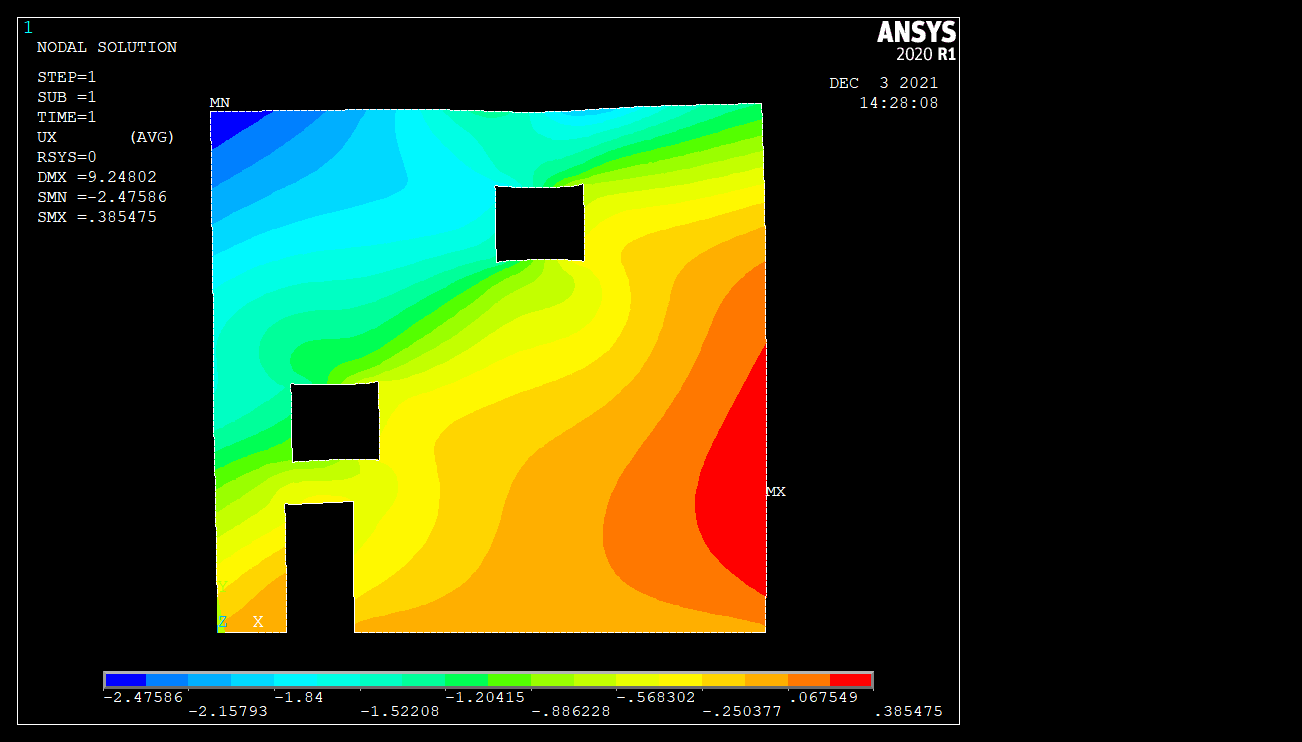 1
NODAL SOLUTION
STEP=1
SUB =1
TIME=1
UX (AVG)
RSYS=0
DMX =9.24802
SMN =-2.47586
SMX =.385475
ANSYS
2020 R1
DEC 3 2021
14:28:08
MN
MX
Z X
-2.47586 -1.84 -1.20415 -.568302 .067549
-2.15793 -1.52208 -.886228 -.250377 .385475